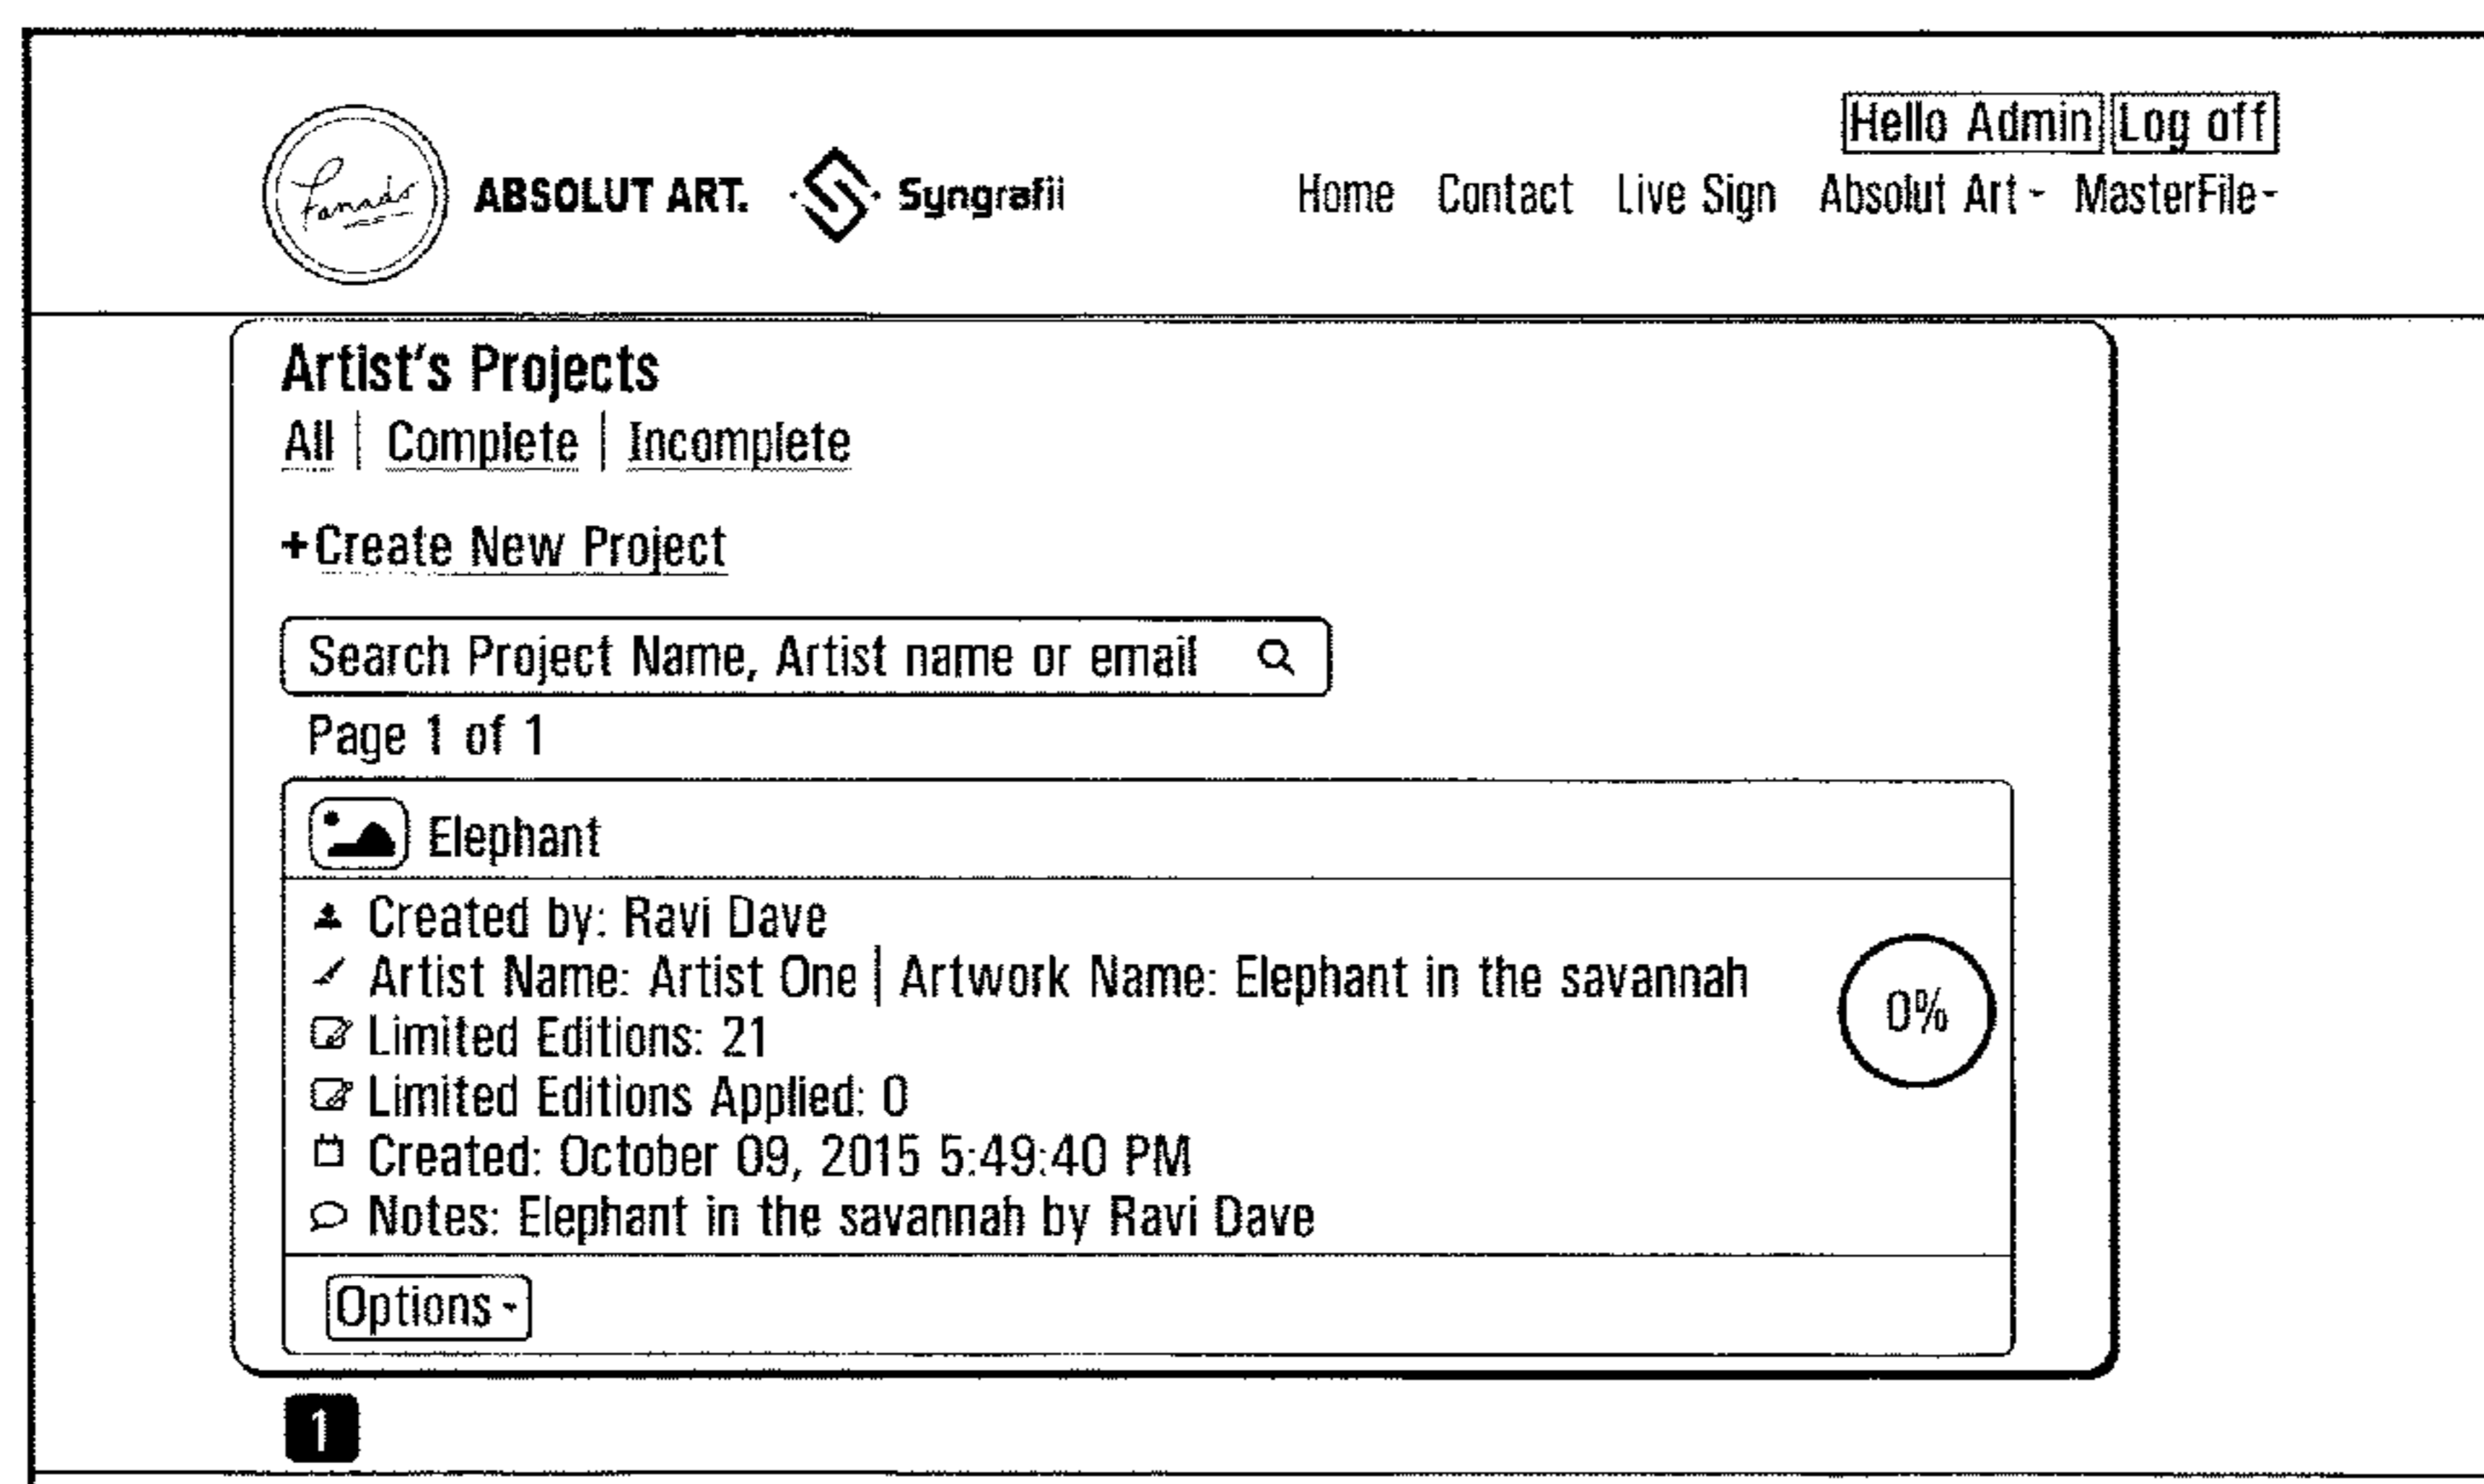 Hello Admin Log off
Fanado ABSOLUT ART. Syngrafii
Home Contact Live Sign Absolut Art MasterFile
Artist's Projects
All | Complete | Incomplete
+Create New Project
Search Project Name, Artist name or email
Page 1 of 1
Elephant
Created by: Ravi Dave
Artist Name: Artist One | Artwork Name: Elephant in the savannah
0%
Limited Editions: 21
Limited Editions Applied: 0
Created: October 09, 2015 5:49:40 PM
Notes: Elephant in the savannah by Ravi Dave
Options
1